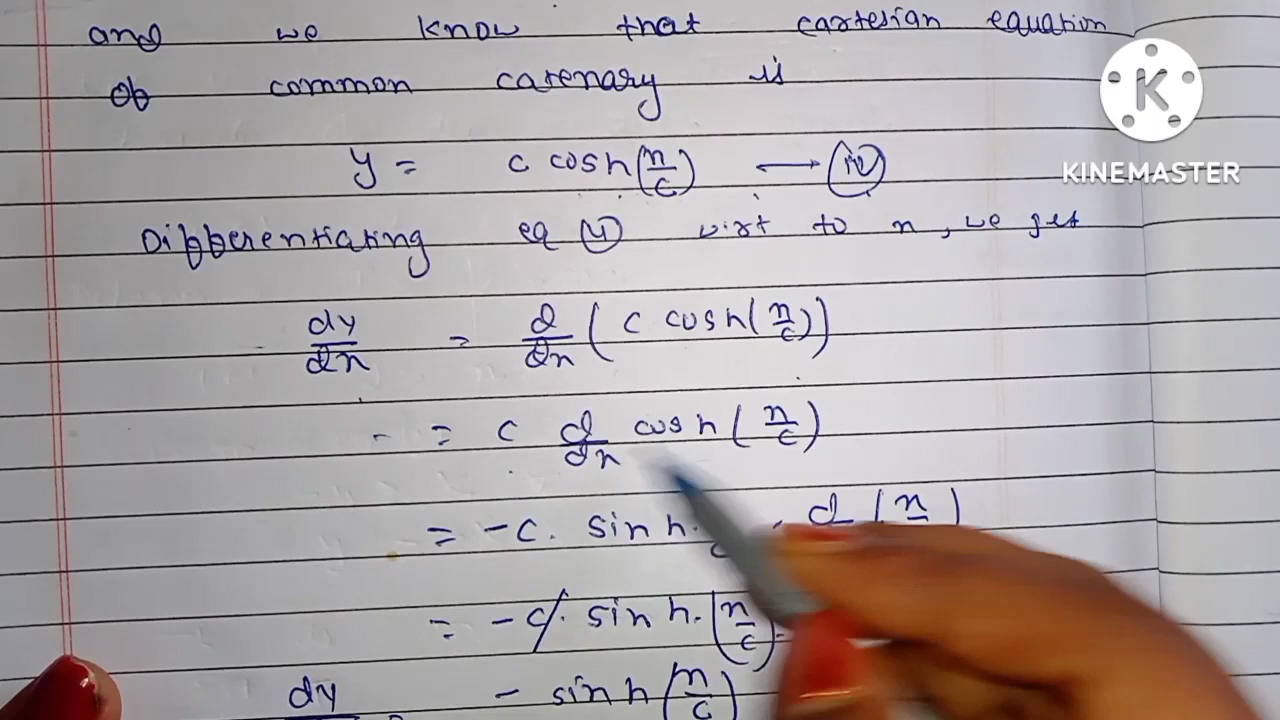 and we know that cartesian equation
of common catenary is
KINEMASTER
y = c cosh(x/c) → (iv)
Differentiating eq (4) w.r.t to x, we get
dy/dx = d/dx (c cosh(x/c))
= c d/dx cosh(x/c)
= -c. sinh. d (x
= -c. sinh. (x/c).
dy - sinh(x/c)